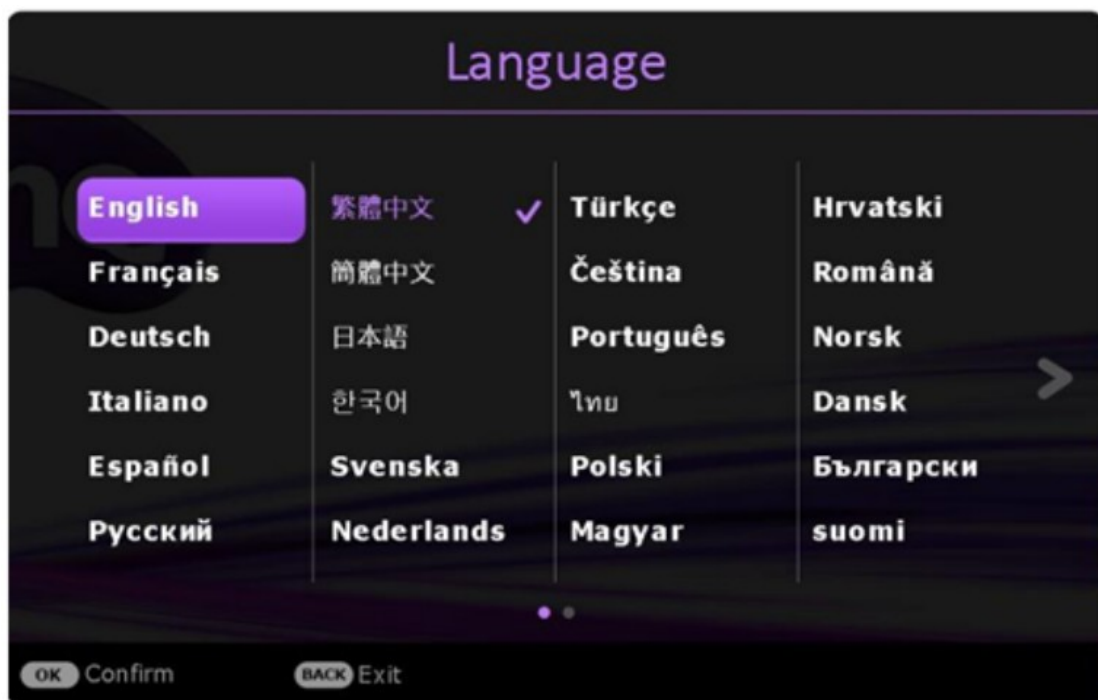 Language
English 繁體中文 ✓ Türkçe Hrvatski
Français 簡體中文 Čeština Română
Deutsch 日本語 Português Norsk
Italiano 한국어 ไทย Dansk
Español Svenska Polski Български
Русский Nederlands Magyar suomi
OK Confirm BACK Exit